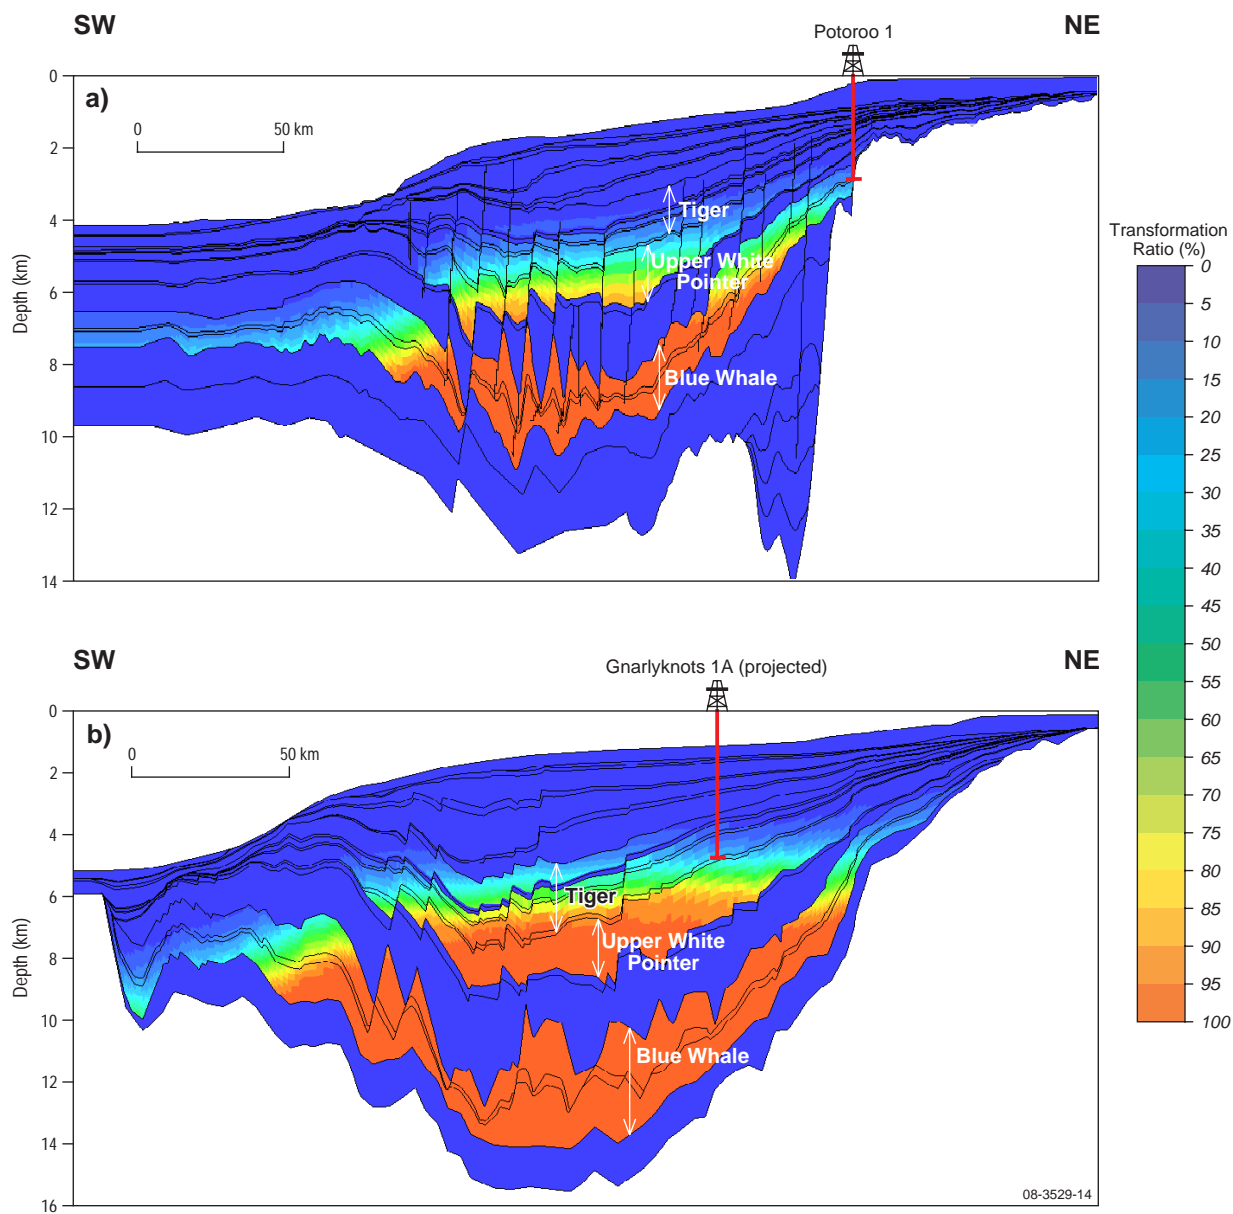 SW
Potoroo 1
NE
a)
0
50 km
0
2
4
6
8
10
12
14
Depth (km)
Tiger
Upper White
Pointer
Blue Whale
Transformation
Ratio (%)
0
5
10
15
20
25
30
35
40
45
50
55
60
65
70
75
80
85
90
95
100
SW
Gnarlyknots 1A (projected)
NE
b)
0
50 km
0
2
4
6
8
10
12
14
16
Depth (km)
Tiger
Upper White
Pointer
Blue Whale
08-3529-14